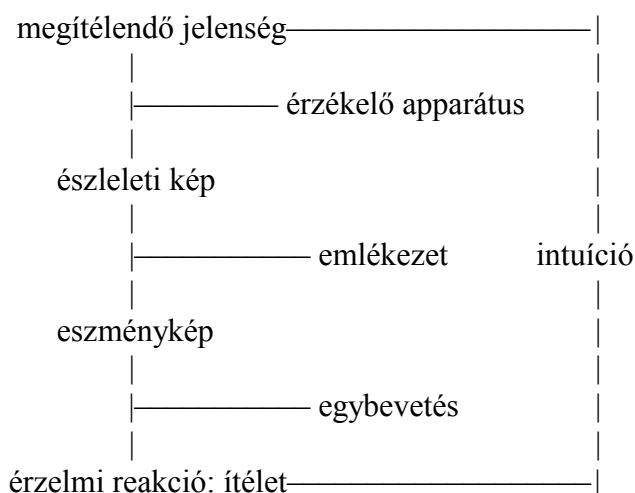 megítélendő jelenség
érzékelő apparátus
észleleti kép
emlékezet intuíció
eszménykép
egybevetés
érzelmi reakció: ítélet